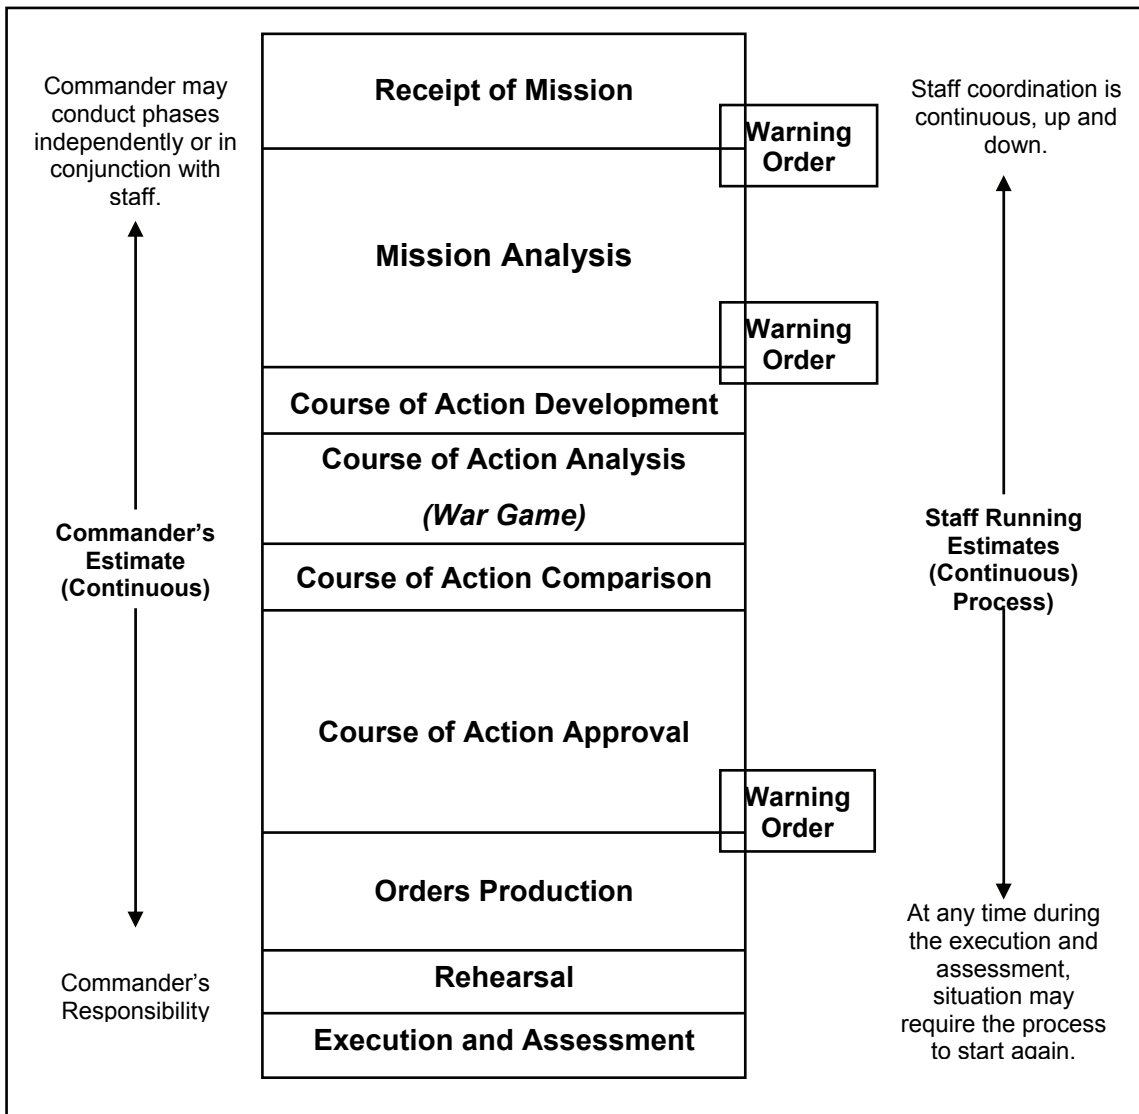 Commander may
conduct phases
independently or in
conjunction with
staff.
Commander’s
Estimate
(Continuous)
Commander’s
Responsibility
Receipt of Mission
Warning
Order
Mission Analysis
Warning
Order
Course of Action Development
Course of Action Analysis
(War Game)
Course of Action Comparison
Course of Action Approval
Warning
Order
Orders Production
Rehearsal
Execution and Assessment
Staff coordination is
continuous, up and
down.
Staff Running
Estimates
(Continuous)
Process)
At any time during
the execution and
assessment,
situation may
require the process
to start again.